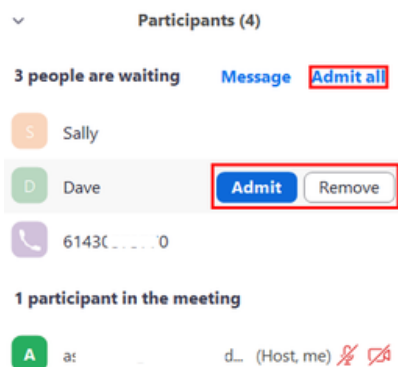 Participants (4)
3 people are waiting Message Admit all
S Sally
D Dave Admit Remove
1 participant in the meeting
A (Host, me)